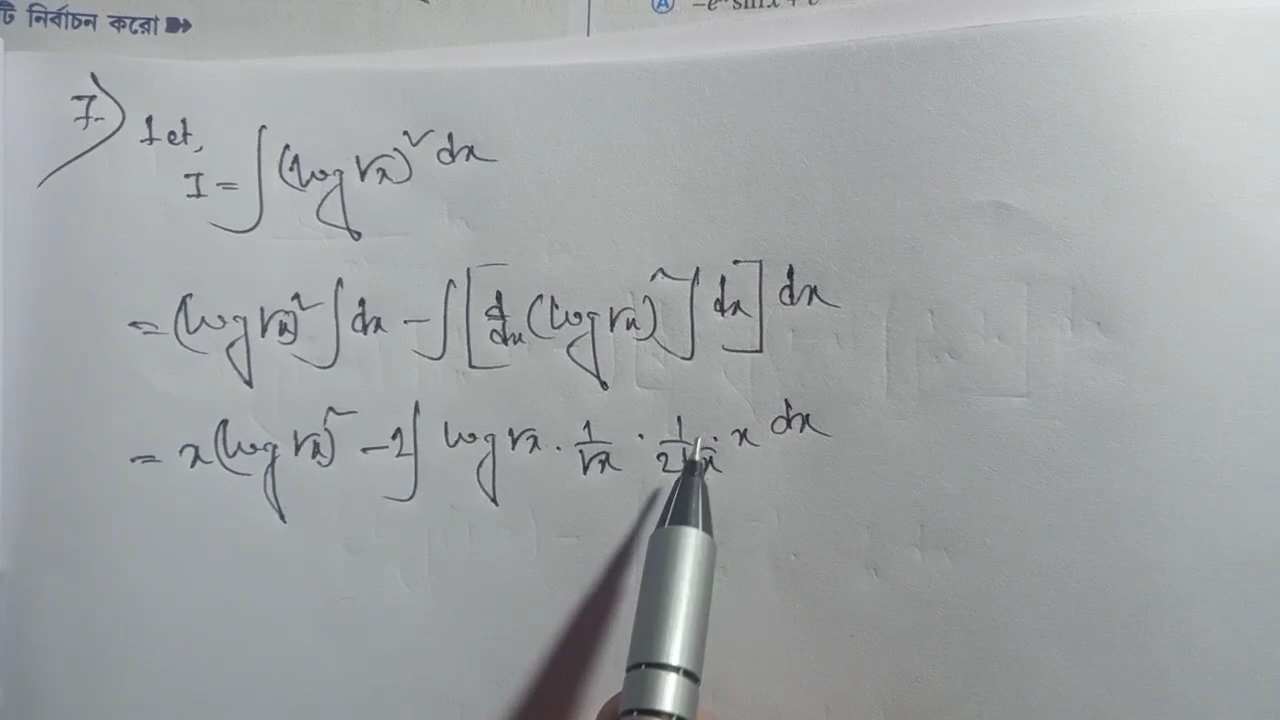 টি নির্বাচন করো ➽
Ⓐ
7.) Let,
I = ∫(log√x)² dx
= (log√x)² ∫dx - ∫[d/dx (log√x)² ∫dx] dx
= x(log√x)² - 2∫ log√x · 1/√x · 1/2√x · x dx